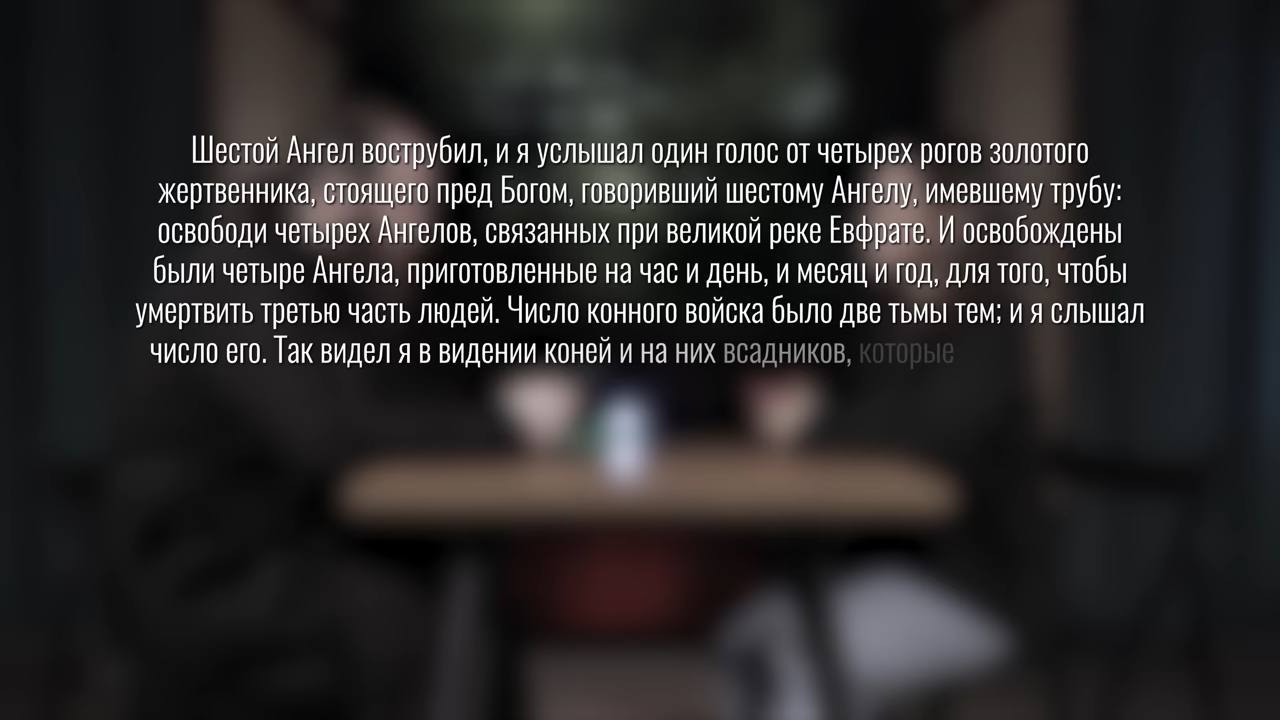 Шестой Ангел вострубил, и я услышал один голос от четырех рогов золотого
жертвенника, стоящего пред Богом, говоривший шестому Ангелу, имевшему трубу:
освободи четырех Ангелов, связанных при великой реке Евфрате. И освобождены
были четыре Ангела, приготовленные на час и день, и месяц и год, для того, чтобы
умертвить третью часть людей. Число конного войска было две тьмы тем; и я слышал
число его. Так видел я в видении коней и на них всадников, которые